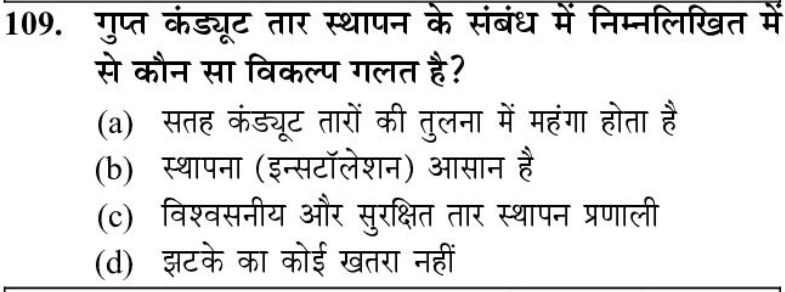 109. गुप्त कंड्यूट तार स्थापन के संबंध में निम्नलिखित में
से कौन सा विकल्प गलत है?
(a) सतह कंड्यूट तारों की तुलना में महंगा होता है
(b) स्थापना (इन्सटॉलेशन) आसान है
(c) विश्वसनीय और सुरक्षित तार स्थापन प्रणाली
(d) झटके का कोई खतरा नहीं